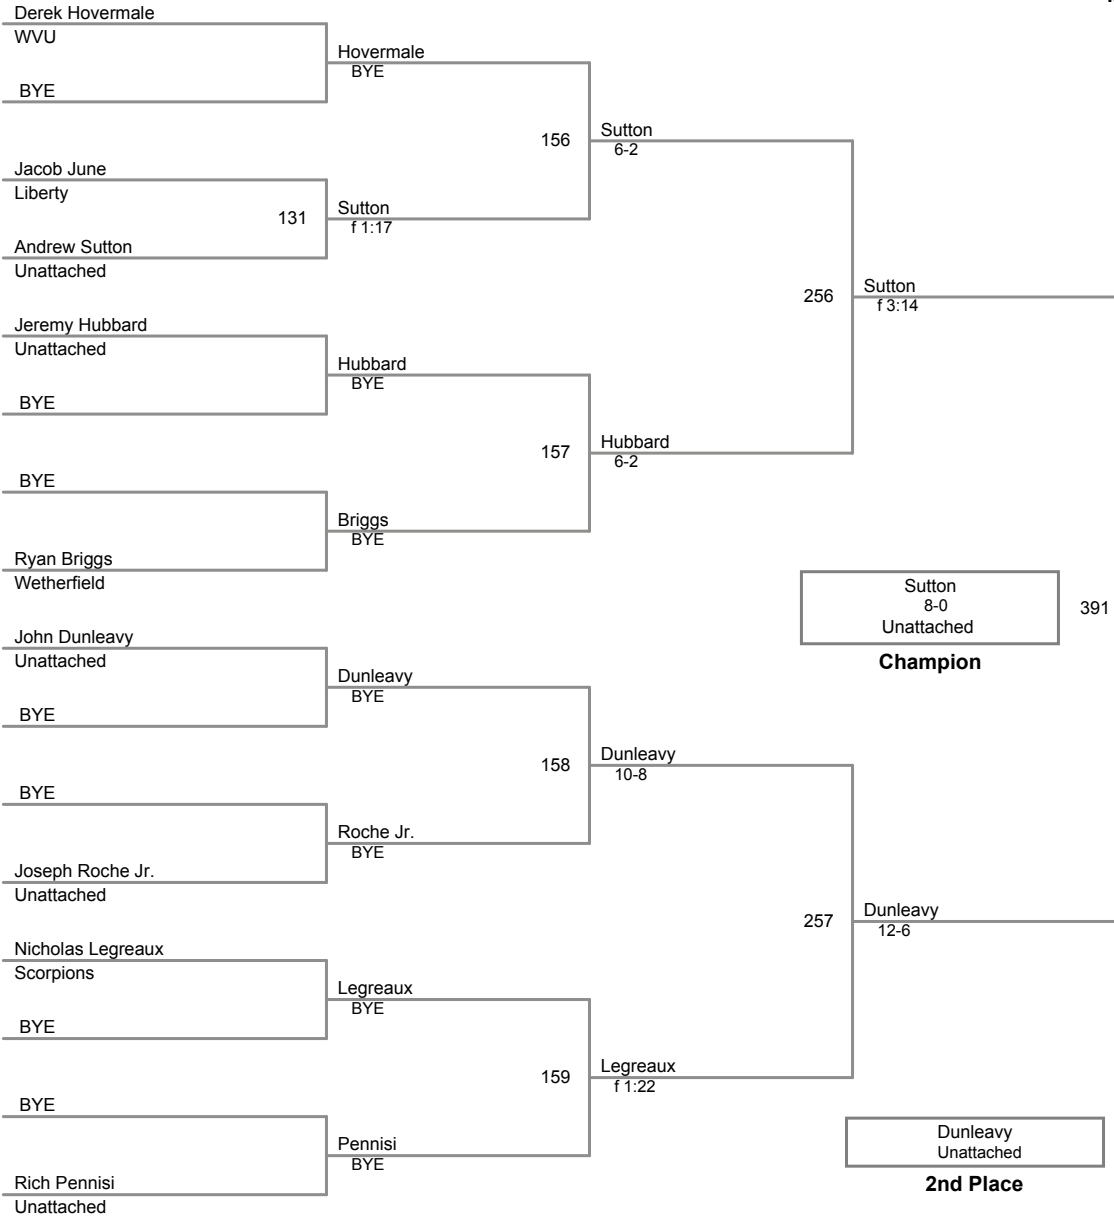 Derek Hovermale
WVU
BYE
Hovermale
BYE
Jacob June
Liberty
131
Andrew Sutton
Unattached
Sutton
f 1:17
156
Sutton
6-2
Jeremy Hubbard
Unattached
BYE
Hubbard
BYE
BYE
Ryan Briggs
Wetherfield
Briggs
BYE
157
Hubbard
6-2
256
Sutton
f 3:14
Sutton
8-0
Unattached
391
Champion
John Dunleavy
Unattached
BYE
Dunleavy
BYE
BYE
Joseph Roche Jr.
Unattached
Roche Jr.
BYE
158
Dunleavy
10-8
Nicholas Legreaux
Scorpions
BYE
Legreaux
BYE
BYE
Rich Pennisi
Unattached
Pennisi
BYE
159
Legreaux
f 1:22
257
Dunleavy
12-6
Dunleavy
Unattached
2nd Place